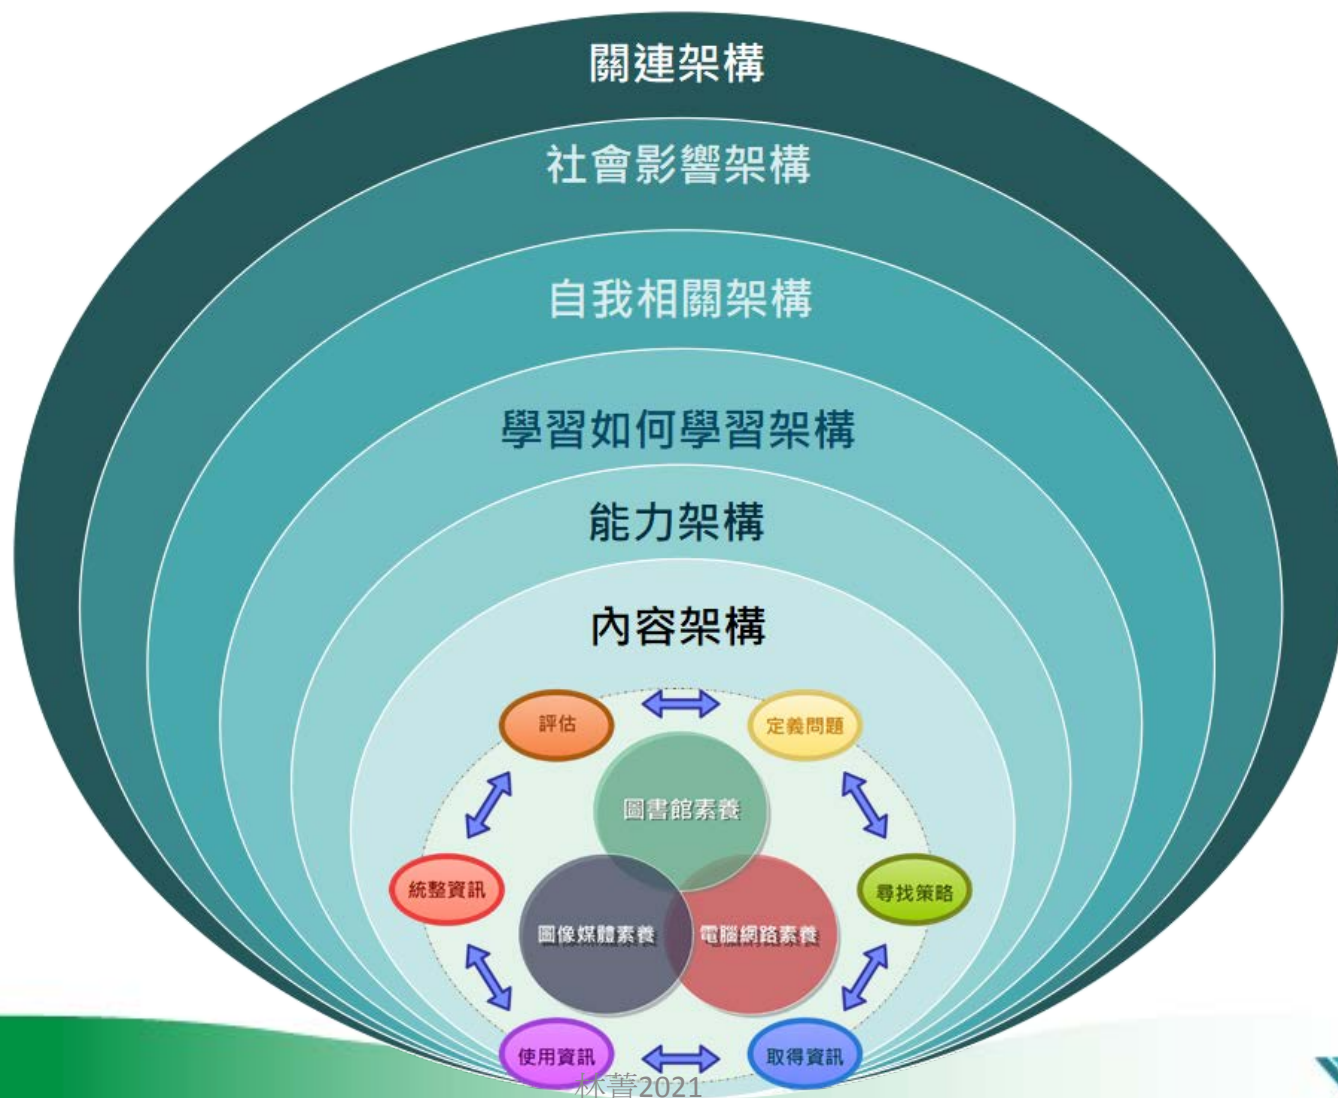 關連架構
社會影響架構
自我相關架構
學習如何學習架構
能力架構
內容架構
評估
定義問題
圖書館素養
統整資訊
尋找策略
圖像媒體素養
電腦網路素養
使用資訊
取得資訊
林菁2021